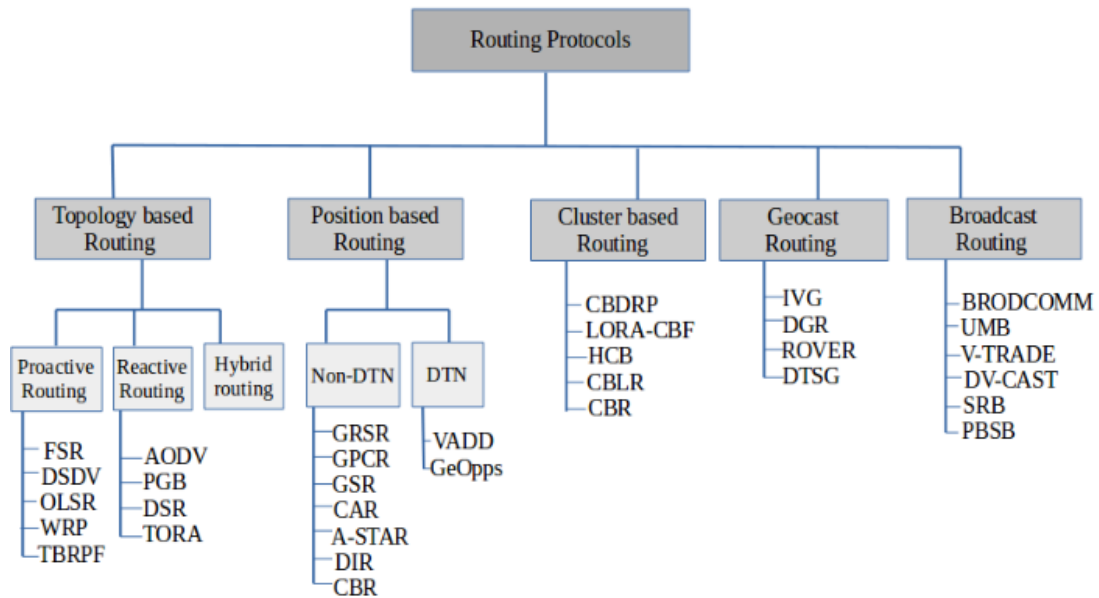 Routing Protocols
Topology based
Routing
Position based
Routing
Cluster based
Routing
Geocast
Routing
Broadcast
Routing
Proactive
Routing
Reactive
Routing
Hybrid
routing
Non-DTN
DTN
FSR
DSDV
OLSR
WRP
TBRPF
AODV
PGB
DSR
TORA
GRSR
GPCR
GSR
CAR
A-STAR
DIR
CBR
VADD
GeOpps
CBDRP
LORA-CBF
HCB
CBLR
CBR
IVG
DGR
ROVER
DTSG
BRODCOMM
UMB
V-TRADE
DV-CAST
SRB
PBSB